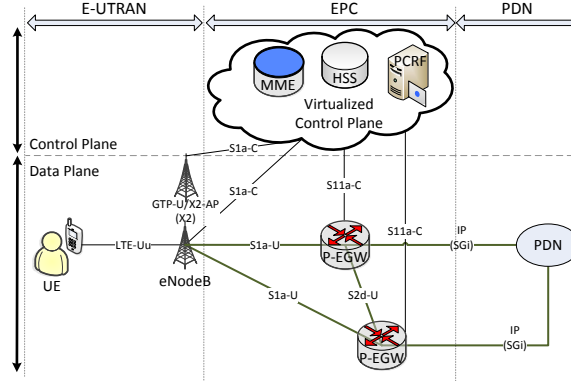 E-UTRAN
EPC
PDN
MME
HSS
PCRF
Virtualized
Control Plane
Control Plane
Data Plane
S1a-C
S1a-C
S11a-C
S11a-C
GTP-U/X2-AP
(X2)
LTE-Uu
S1a-U
IP
(SGi)
PDN
UE
eNodeB
P-EGW
S1a-U
S2d-U
IP
(SGi)
P-EGW